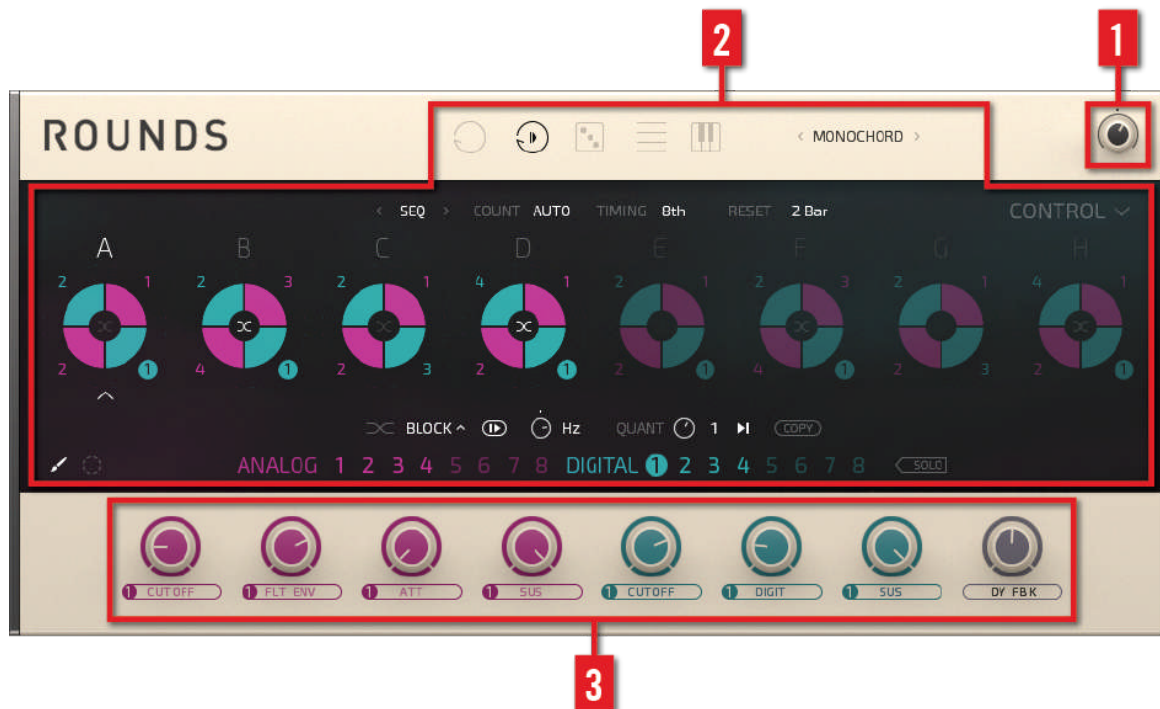 2 1
ROUNDS
< MONOCHORD >
< SEQ > COUNT AUTO TIMING 8th RESET 2 Bar CONTROL
A B C D E F G H
2 1 2 3 2 1 4 1 2 1 2 3 2 1 4 1
2 1 4 1 2 3 2 1 2 1 4 1 2 3 2 1
BLOCK Hz QUANT 1 COPY
ANALOG 1 2 3 4 5 6 7 8 DIGITAL 1 2 3 4 5 6 7 8 SOLO
1 CUTOFF 1 FLT ENV 1 ATT 1 SUS 1 CUTOFF 1 DIGIT 1 SUS DY FBK
3